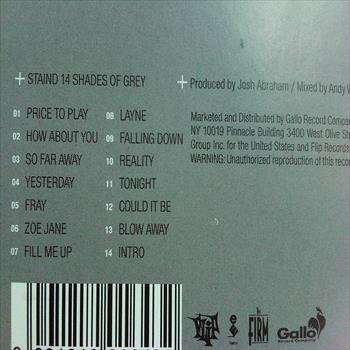 STAIND 14 SHADES OF GREY
01 PRICE TO PLAY
02 HOW ABOUT YOU
03 SO FAR AWAY
04 YESTERDAY
05 FRAY
06 ZOE JANE
07 FILL ME UP
08 LAYNE
09 FALLING DOWN
10 REALITY
11 TONIGHT
12 COULD IT BE
13 BLOW AWAY
14 INTRO
Produced by Josh Abraham / Mixed by Andy
Marketed and Distributed by Gallo Record Compan
NY 10019 Pinnacle Building 3400 West Olive
Group Inc. for the United States and Flip Records
WARNING: Unauthorized reproduction of this recor
FLIP
THE FIRM
Gallo